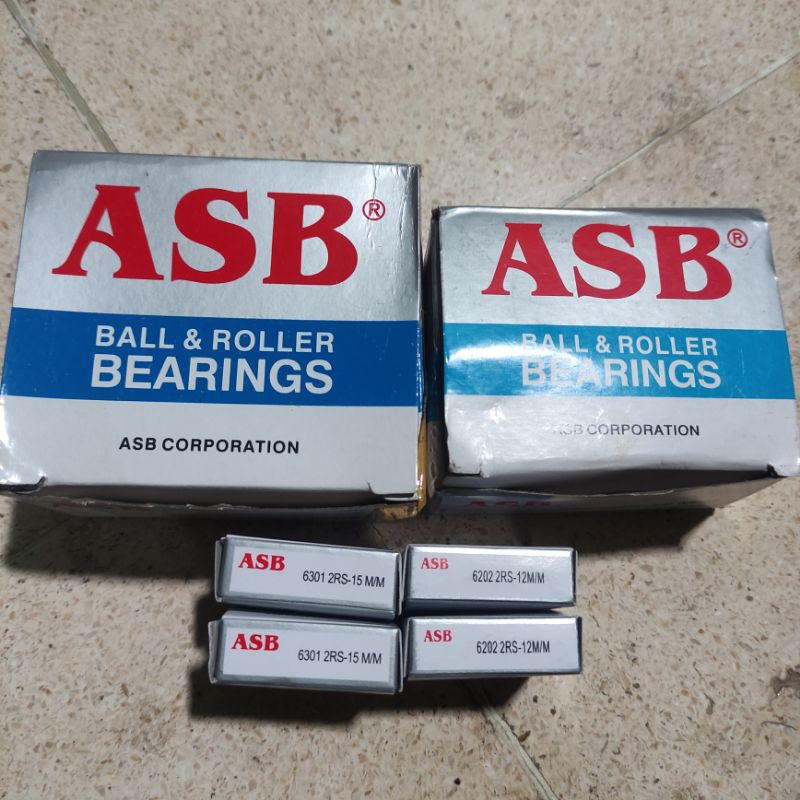 ASB®
BALL & ROLLER
BEARINGS
ASB CORPORATION
ASB®
BALL & ROLLER
BEARINGS
ASB CORPORATION
ASB
ASB 6301 2RS-15 M/M
ASB 6202 2RS-12M/M
ASB 6301 2RS-15 M/M
ASB 6202 2RS-12M/M